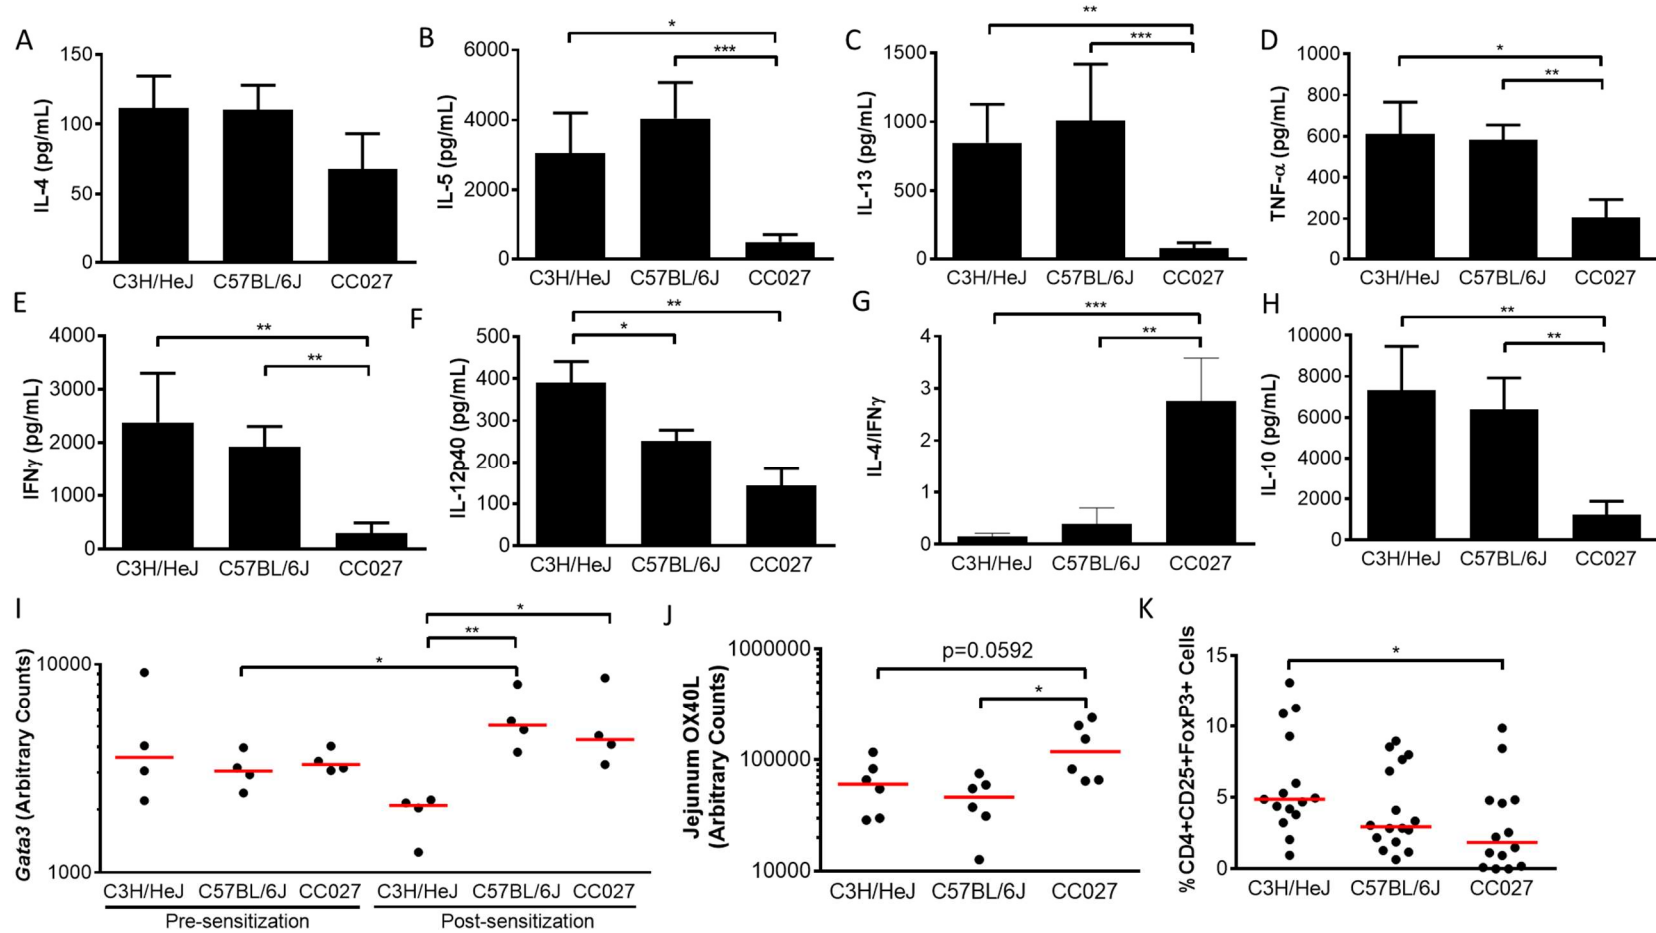 A
IL-4 (pg/mL)
150
100
50
0
C3H/HeJ C57BL/6J CC027
B
IL-5 (pg/mL)
6000
4000
2000
0
*
***
C3H/HeJ C57BL/6J CC027
C
IL-13 (pg/mL)
1500
1000
500
0
**
***
C3H/HeJ C57BL/6J CC027
D
TNF-α (pg/mL)
1000
800
600
400
200
0
*
**
C3H/HeJ C57BL/6J CC027
E
IFNγ (pg/mL)
4000
3000
2000
1000
0
**
**
C3H/HeJ C57BL/6J CC027
F
IL-12p40 (pg/mL)
500
400
300
200
100
0
**
*
C3H/HeJ C57BL/6J CC027
G
IL-4/IFNγ
4
3
2
1
0
***
**
C3H/HeJ C57BL/6J CC027
H
IL-10 (pg/mL)
10000
8000
6000
4000
2000
0
**
**
C3H/HeJ C57BL/6J CC027
I
Gata3 (Arbitrary Counts)
10000
1000
*
**
*
C3H/HeJ C57BL/6J CC027 C3H/HeJ C57BL/6J CC027
Pre-sensitization Post-sensitization
J
Jejunum OX40L
(Arbitrary Counts)
1000000
100000
10000
p=0.0592
*
C3H/HeJ C57BL/6J CC027
K
% CD4+CD25+FoxP3+ Cells
15
10
5
0
*
C3H/HeJ C57BL/6J CC027